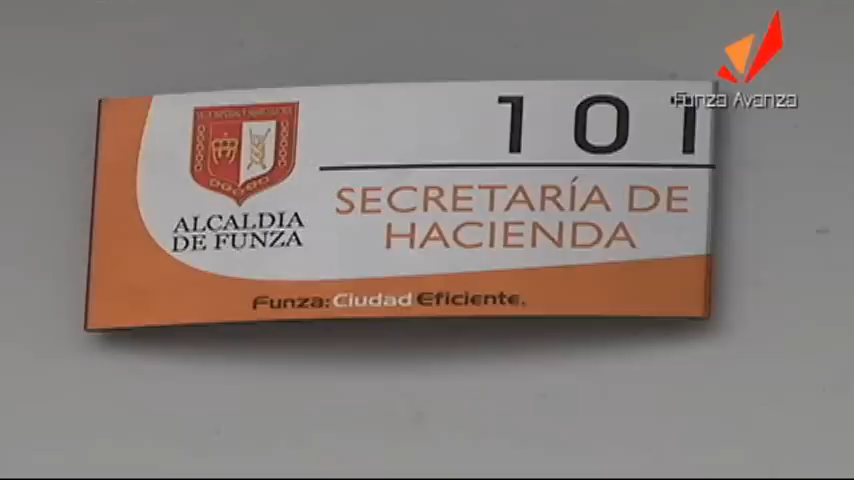 Funza Avanza
101
SECRETARÍA DE
HACIENDA
ALCALDIA
DE FUNZA
Funza: Ciudad Eficiente.